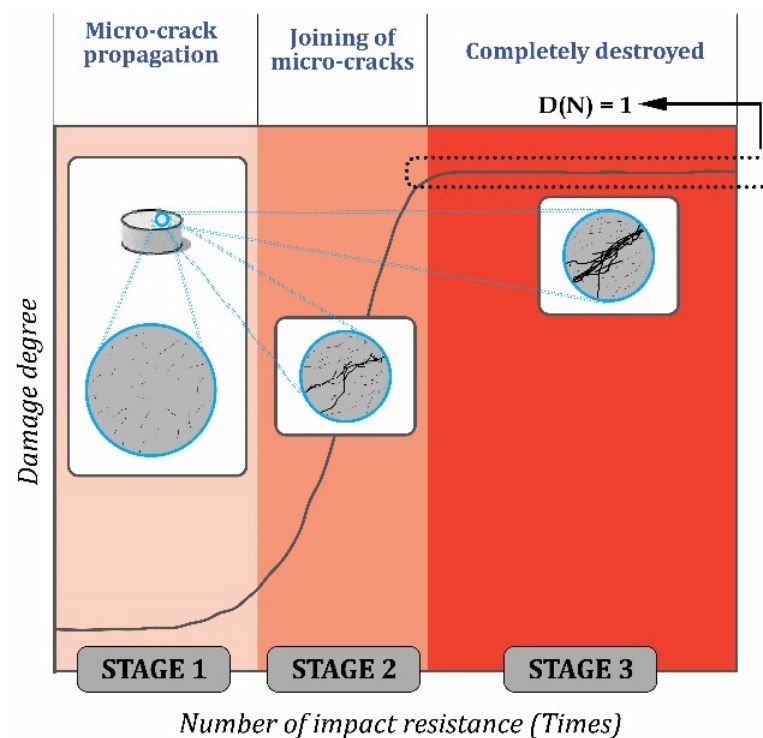 Micro-crack
propagation
Joining of
micro-cracks
Completely destroyed
D(N) = 1
Damage degree
STAGE 1
STAGE 2
STAGE 3
Number of impact resistance (Times)